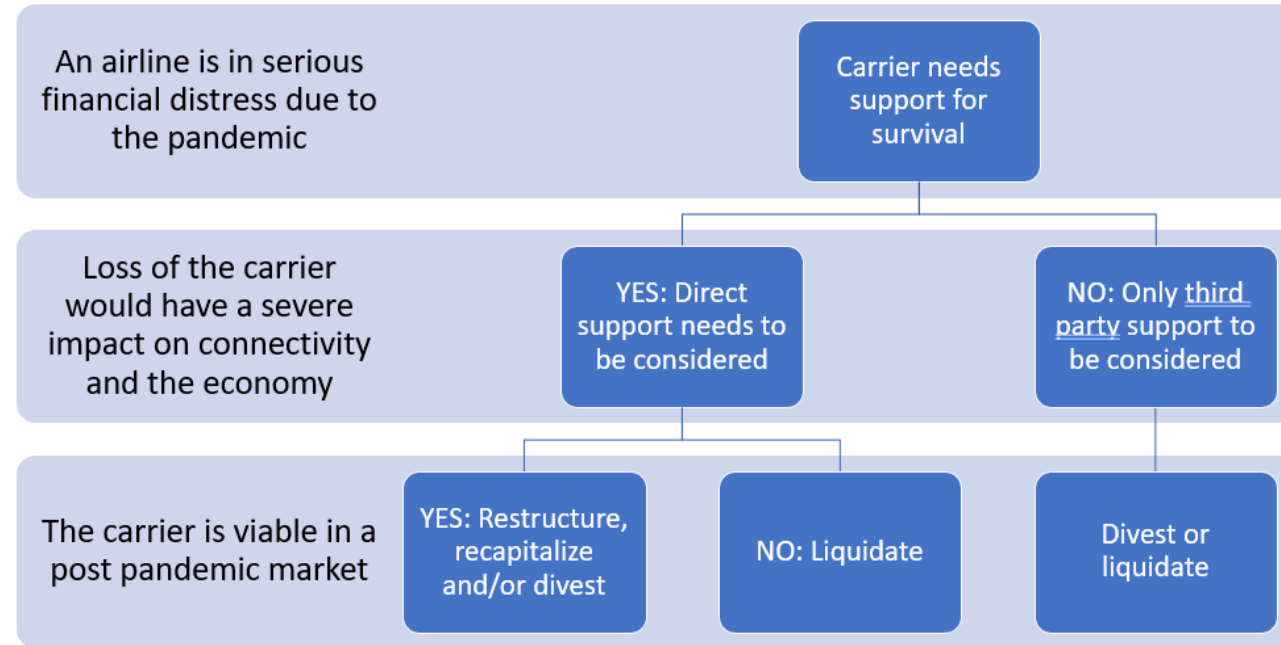 An airline is in serious
financial distress due to
the pandemic
Carrier needs
support for
survival
Loss of the carrier
would have a severe
impact on connectivity
and the economy
YES: Direct
support needs to
be considered
NO: Only third
party support to
be considered
The carrier is viable in a
post pandemic market
YES: Restructure,
recapitalize
and/or divest
NO: Liquidate
Divest or
liquidate